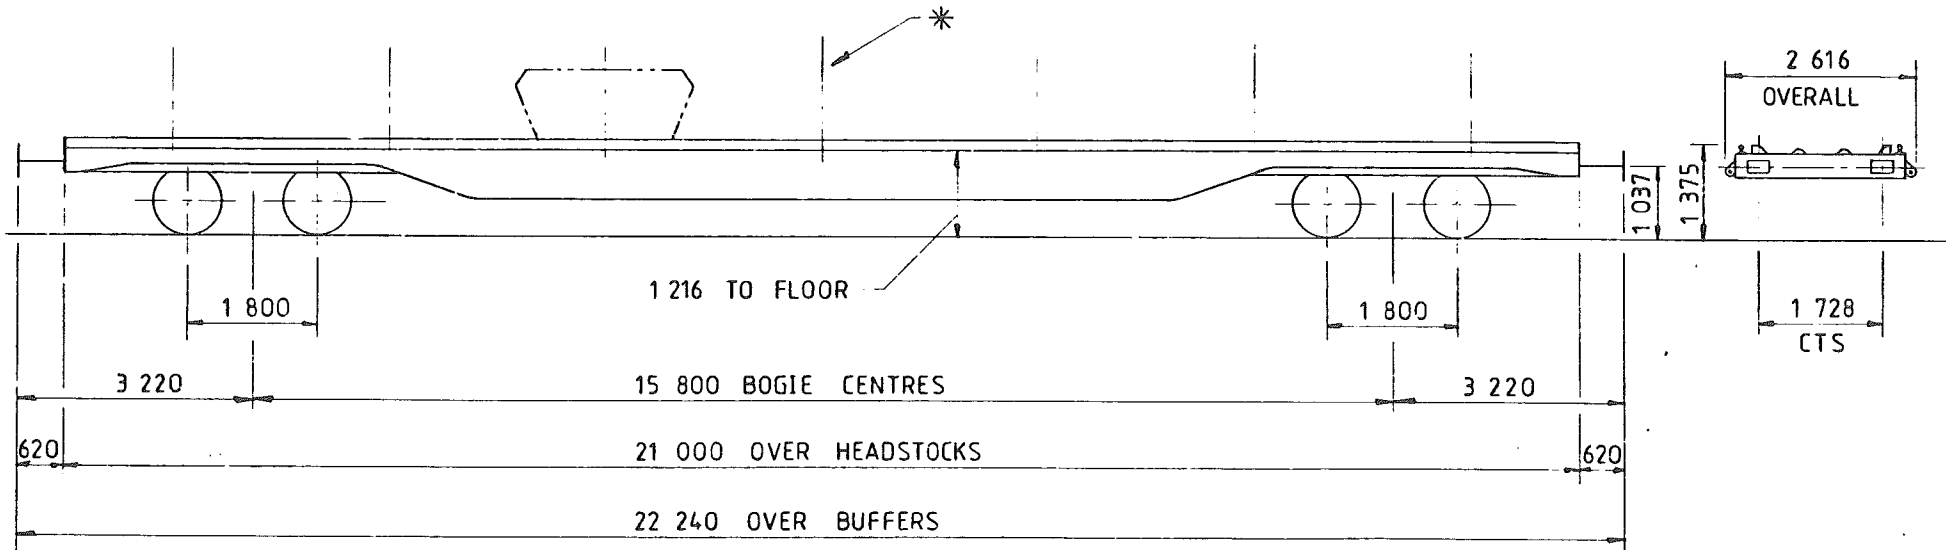 *
2 616
OVERALL
1 037
1 375
1 216 TO FLOOR
1 800
1 800
1 728
CTS
3 220
15 800 BOGIE CENTRES
3 220
620
21 000 OVER HEADSTOCKS
620
22 240 OVER BUFFERS